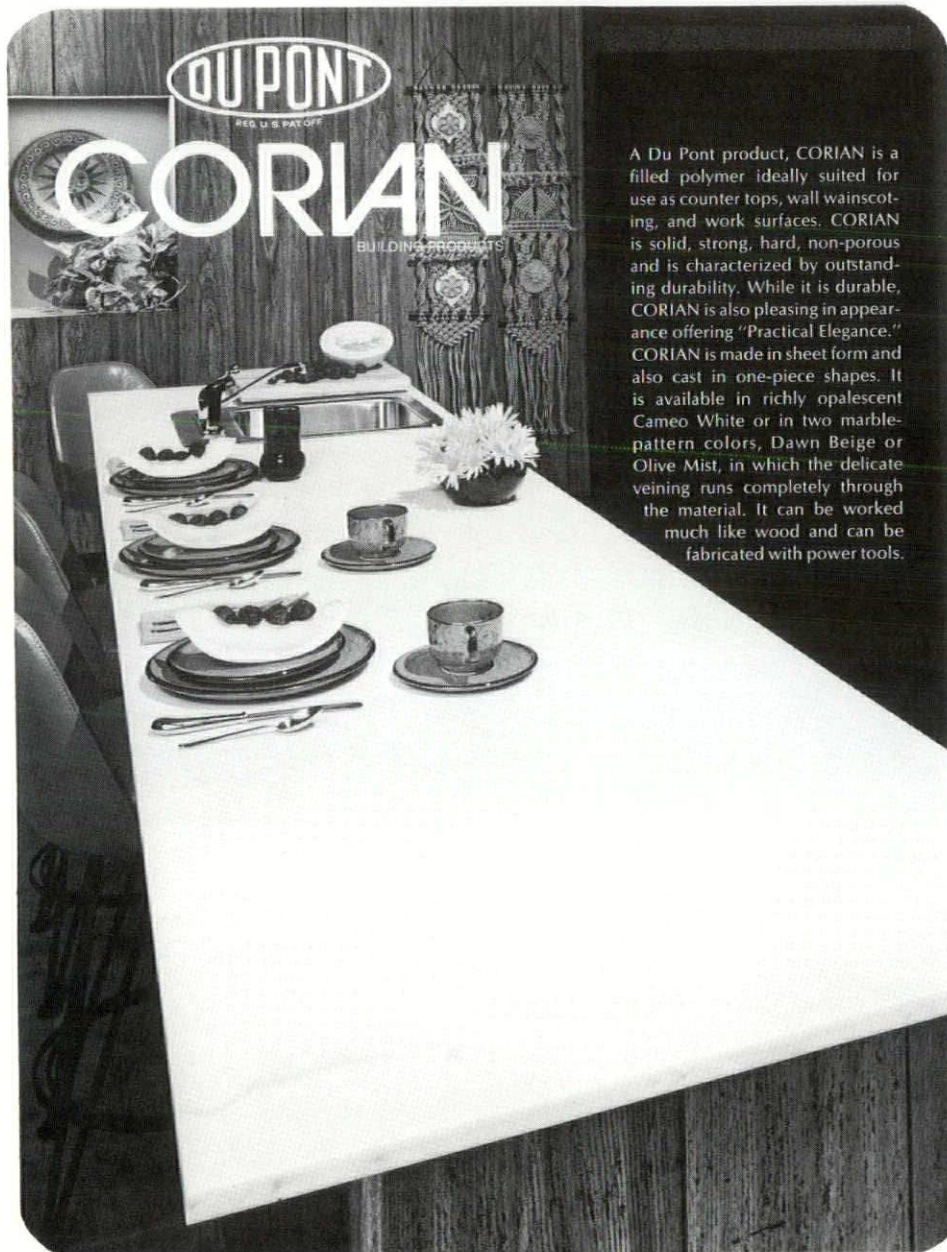 DU PONT
REG. U.S. PAT. OFF.
CORIAN
BUILDING PRODUCTS
A Du Pont product, CORIAN is a
filled polymer ideally suited for
use as counter tops, wall wainscot-
ing, and work surfaces. CORIAN
is solid, strong, hard, non-porous
and is characterized by outstand-
ing durability. While it is durable,
CORIAN is also pleasing in appear-
ance offering "Practical Elegance."
CORIAN is made in sheet form and
also cast in one-piece shapes. It
is available in richly opalescent
Cameo White or in two marble-
pattern colors, Dawn Beige or
Olive Mist, in which the delicate
veining runs completely through
the material. It can be worked
much like wood and can be
fabricated with power tools.